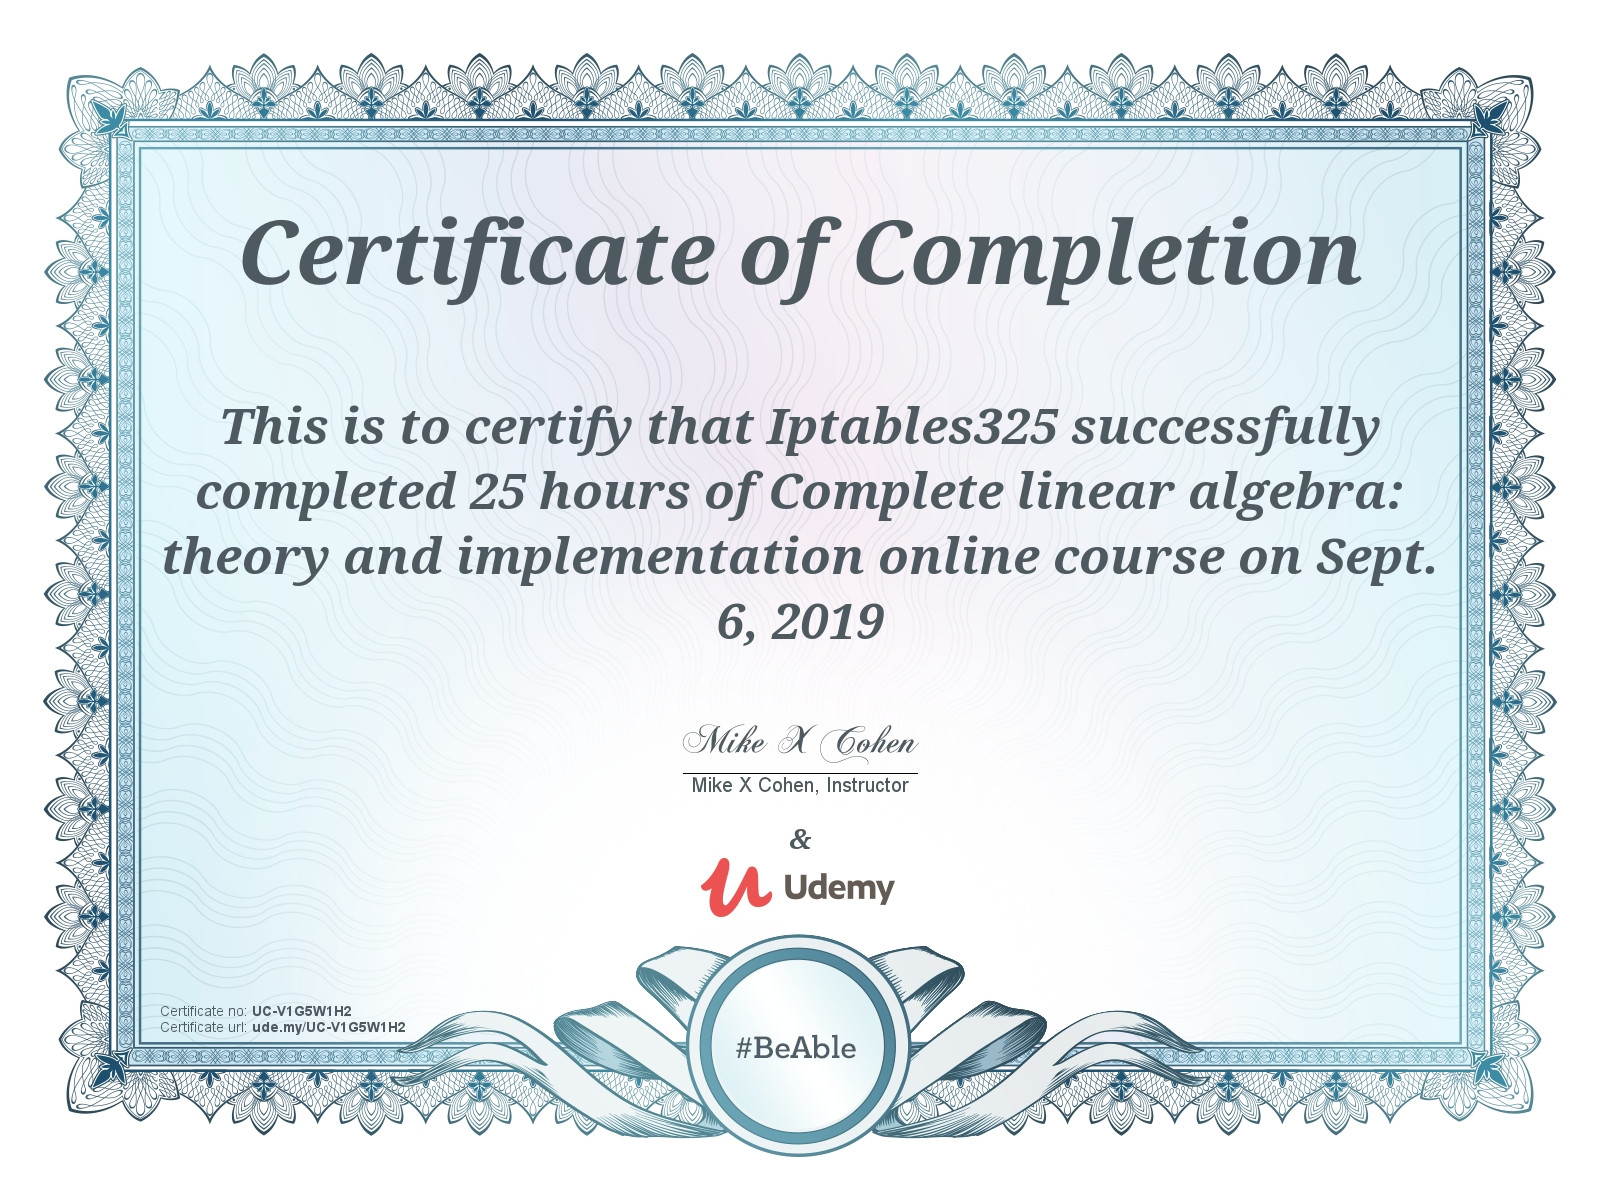 Certificate of Completion
This is to certify that Iptables325 successfully
completed 25 hours of Complete linear algebra:
theory and implementation online course on Sept.
6, 2019
Mike X Cohen
Mike X Cohen, Instructor
&
Udemy
Certificate no: UC-V1G5W1H2
Certificate url: ude.my/UC-V1G5W1H2
#BeAble